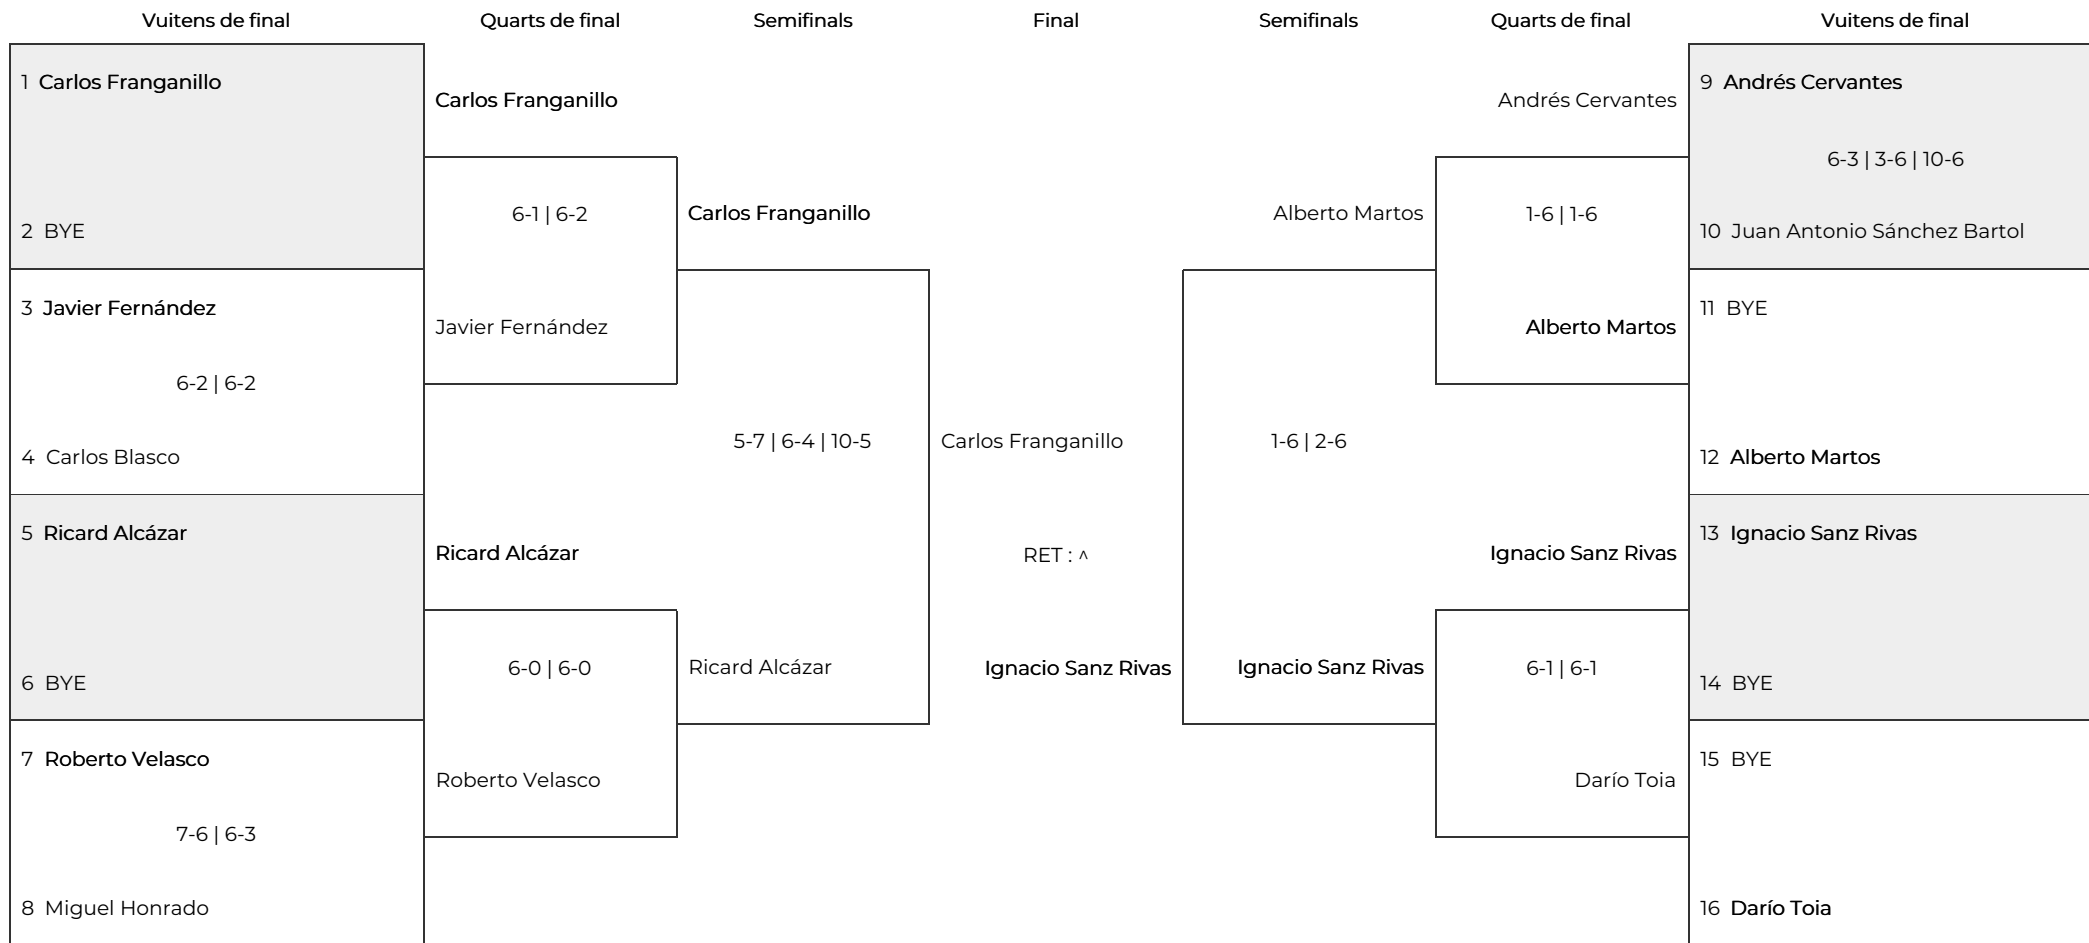 Vuitens de final
Quarts de final
Semifinals
Final
Semifinals
Quarts de final
Vuitens de final
1 Carlos Franganillo
2 BYE
3 Javier Fernández
6-2 | 6-2
4 Carlos Blasco
5 Ricard Alcázar
6 BYE
7 Roberto Velasco
7-6 | 6-3
8 Miguel Honrado
Carlos Franganillo
6-1 | 6-2
Javier Fernández
Ricard Alcázar
6-0 | 6-0
Roberto Velasco
Carlos Franganillo
5-7 | 6-4 | 10-5
Ricard Alcázar
Carlos Franganillo
RET : ^
Ignacio Sanz Rivas
Alberto Martos
1-6 | 2-6
Ignacio Sanz Rivas
Andrés Cervantes
1-6 | 1-6
Alberto Martos
Ignacio Sanz Rivas
6-1 | 6-1
Darío Toia
9 Andrés Cervantes
6-3 | 3-6 | 10-6
10 Juan Antonio Sánchez Bartol
11 BYE
12 Alberto Martos
13 Ignacio Sanz Rivas
14 BYE
15 BYE
16 Darío Toia